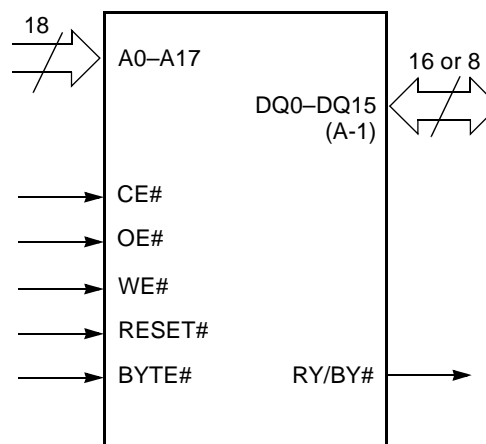 18
A0–A17
16 or 8
DQ0–DQ15
(A-1)
CE#
OE#
WE#
RESET#
BYTE#
RY/BY#